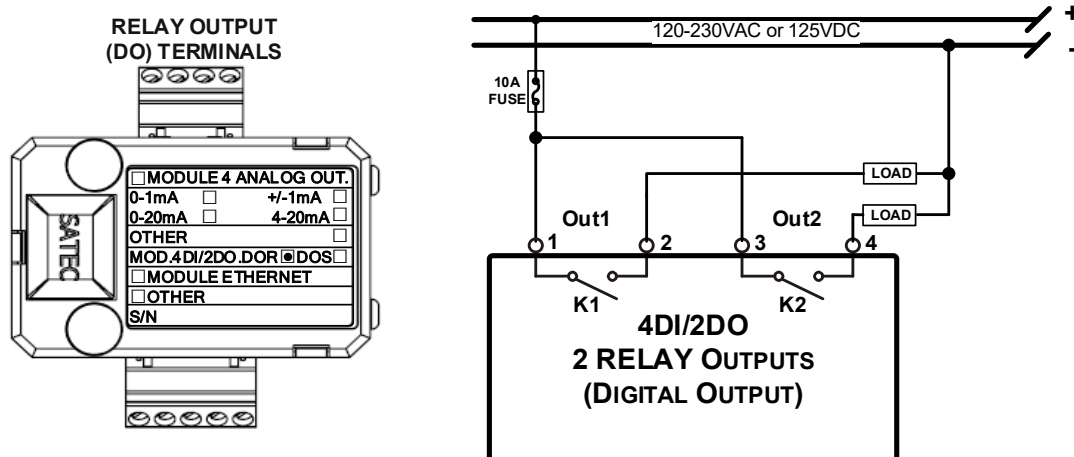 RELAY OUTPUT
(DO) TERMINALS
SATEC
MODULE 4 ANALOG OUT.
0-1mA +/-1mA
0-20mA 4-20mA
OTHER
MOD.4DI/2DO.DOR DOS
MODULE ETHERNET
OTHER
S/N
+
120-230VAC or 125VDC
-
10A
FUSE
LOAD
LOAD
Out1 Out2
1 2 3 4
K1 K2
4DI/2DO
2 RELAY OUTPUTS
(DIGITAL OUTPUT)